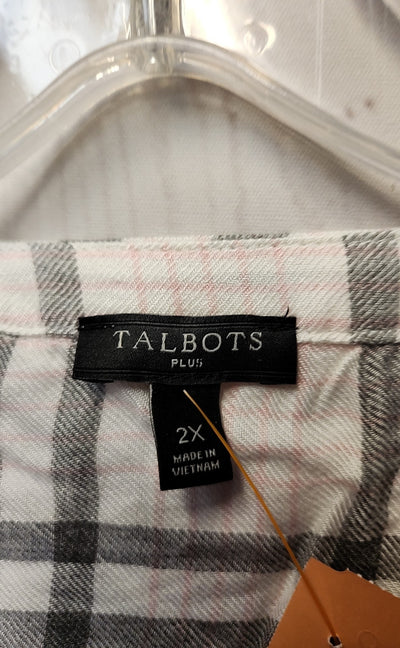 TALBOTS
PLUS
2X
MADE IN
VIETNAM